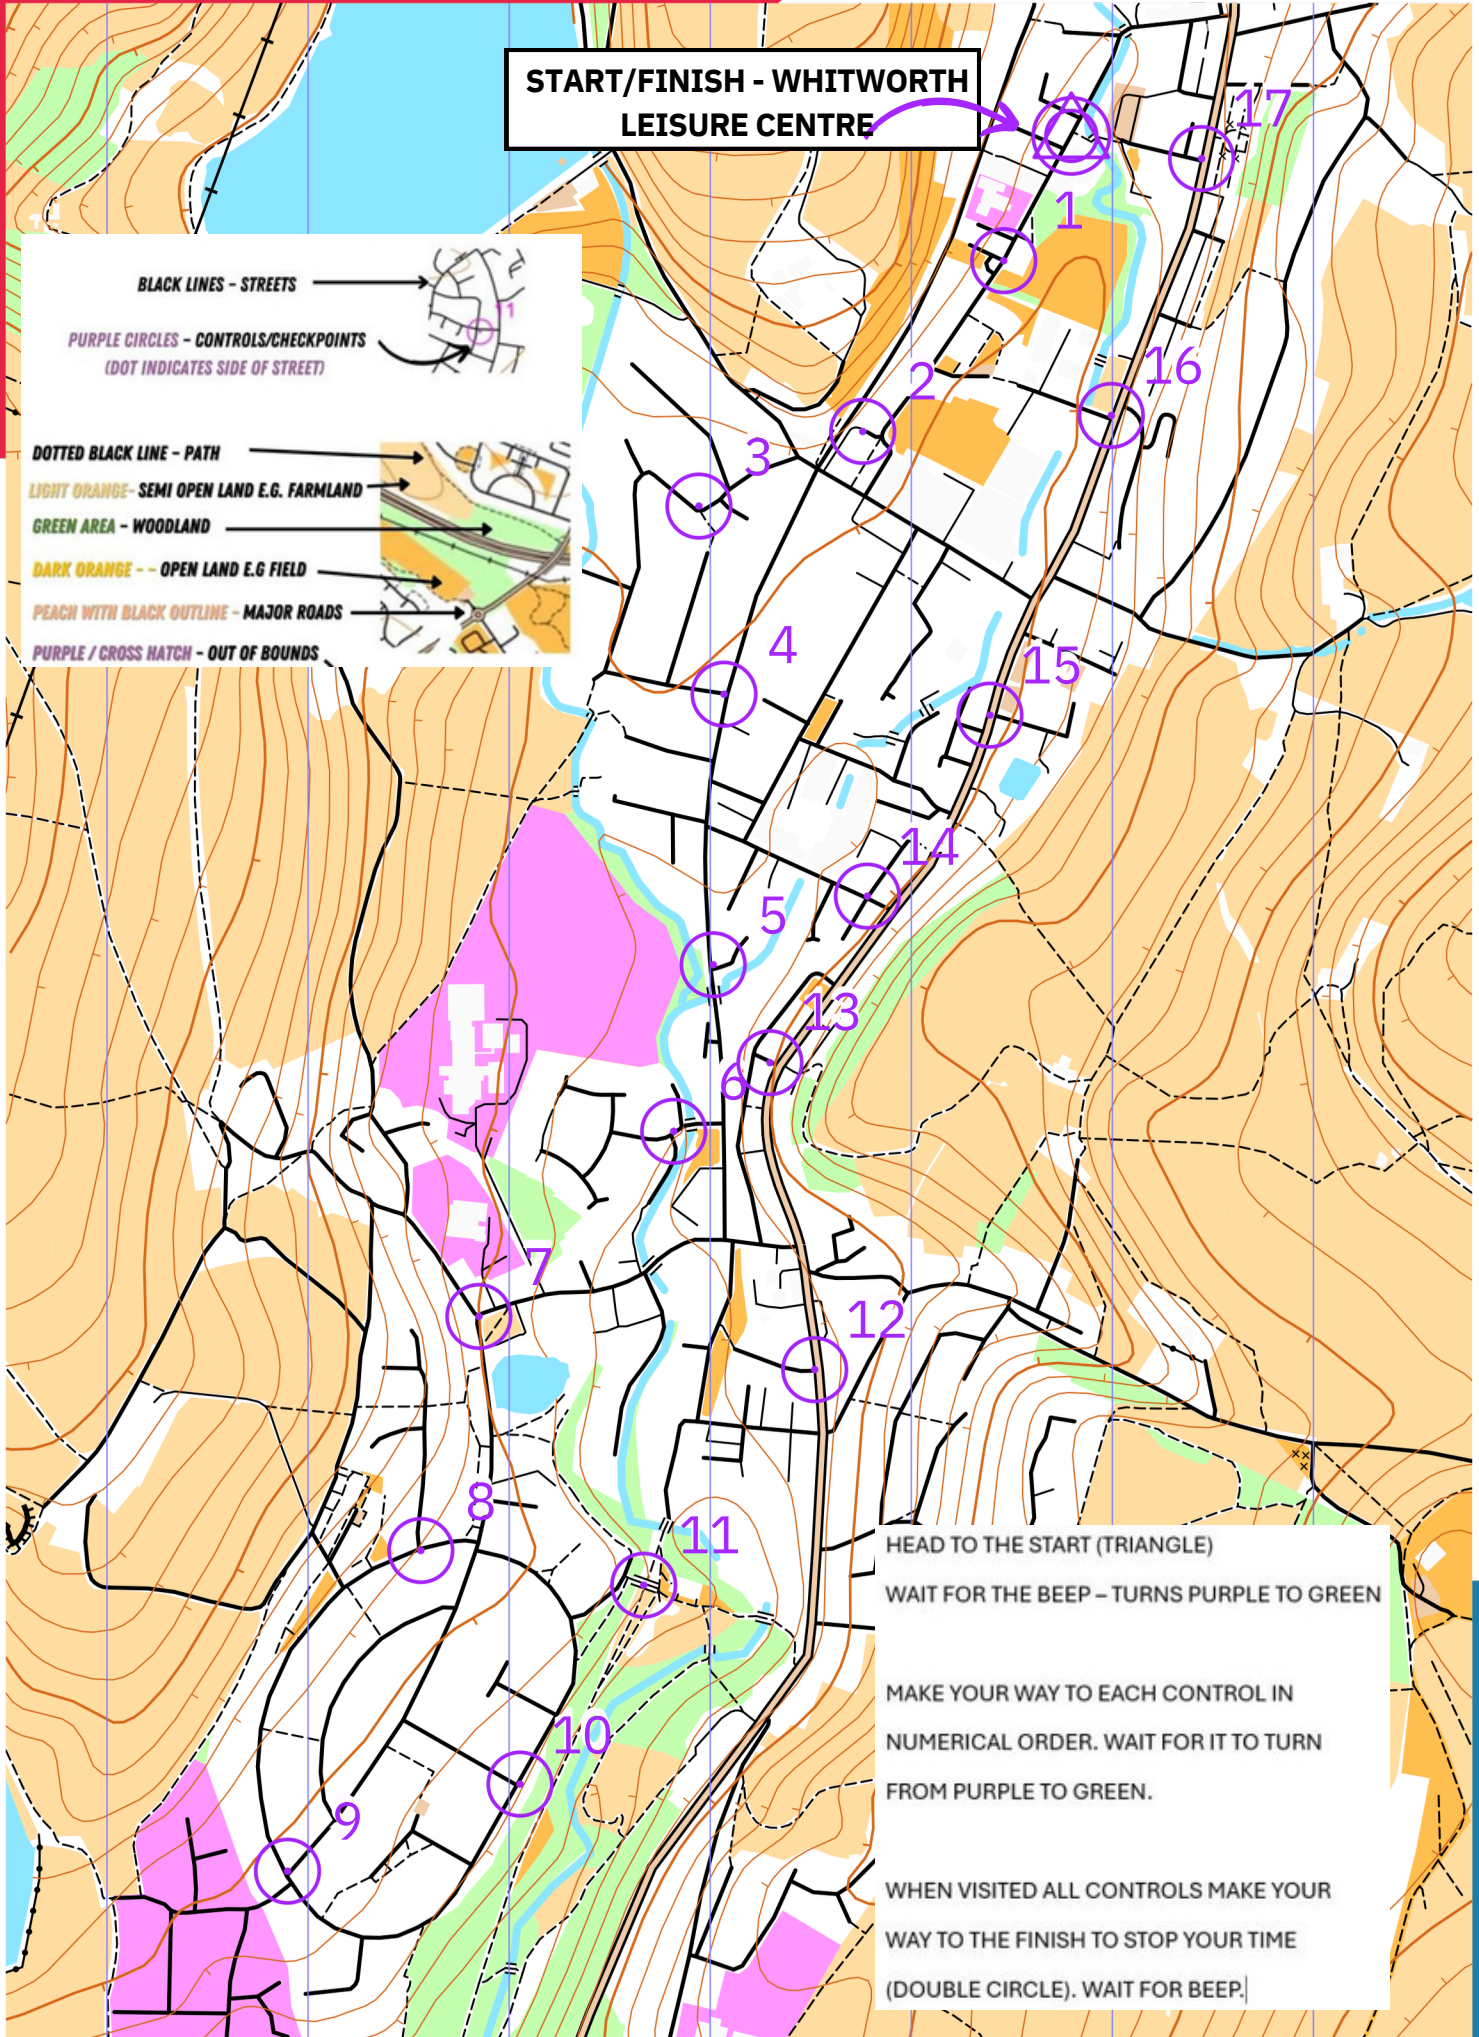 START/FINISH - WHITWORTH
LEISURE CENTRE
17
1
BLACK LINES - STREETS
11
PURPLE CIRCLES - CONTROLS/CHECKPOINTS
(DOT INDICATES SIDE OF STREET)
16
2
3
DOTTED BLACK LINE - PATH
LIGHT ORANGE- SEMI OPEN LAND E.G. FARMLAND
GREEN AREA - WOODLAND
DARK ORANGE - - OPEN LAND E.G FIELD
PEACH WITH BLACK OUTLINE - MAJOR ROADS
PURPLE / CROSS HATCH - OUT OF BOUNDS
4
15
14
5
13
6
7
12
8
11
10
9
HEAD TO THE START (TRIANGLE)
WAIT FOR THE BEEP – TURNS PURPLE TO GREEN
MAKE YOUR WAY TO EACH CONTROL IN
NUMERICAL ORDER. WAIT FOR IT TO TURN
FROM PURPLE TO GREEN.
WHEN VISITED ALL CONTROLS MAKE YOUR
WAY TO THE FINISH TO STOP YOUR TIME
(DOUBLE CIRCLE). WAIT FOR BEEP.